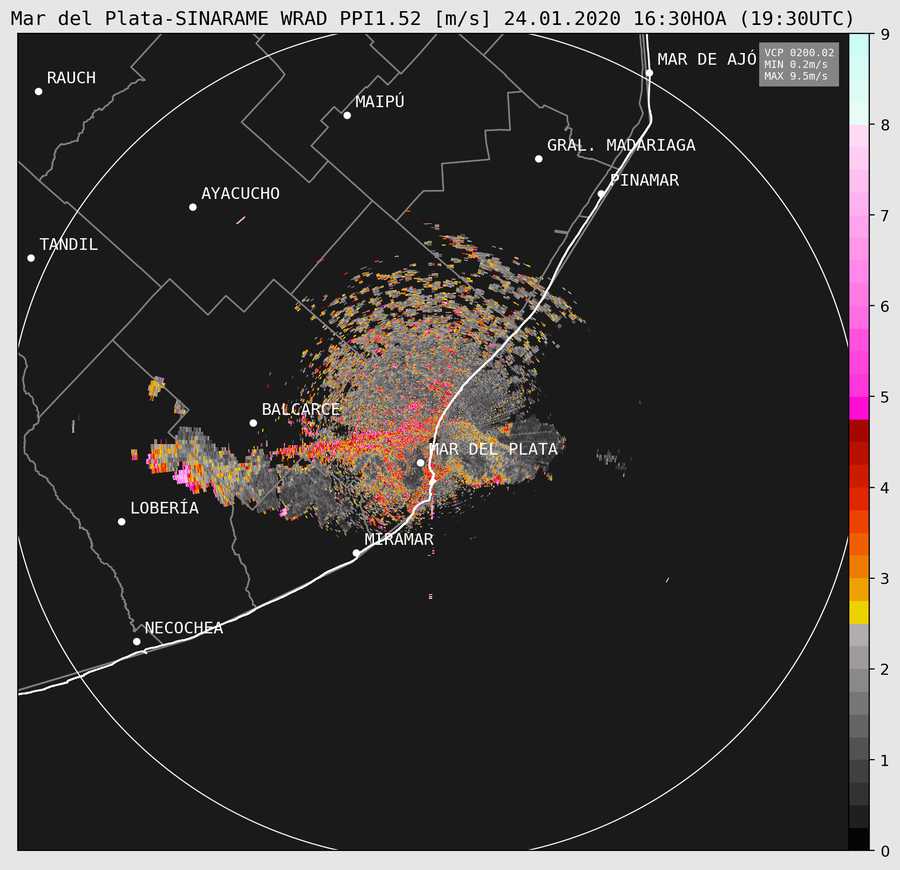 Mar del Plata-SINARAME WRAD PPI1.52 [m/s] 24.01.2020 16:30HOA (19:30UTC)
VCP 0200.02
MIN 0.2m/s
MAX 9.5m/s
MAR DE AJÓ
RAUCH
MAIPÚ
GRAL. MADARIAGA
PINAMAR
AYACUCHO
TANDIL
BALCARCE
MAR DEL PLATA
LOBERÍA
MIRAMAR
NECOCHEA
9
8
7
6
5
4
3
2
1
0